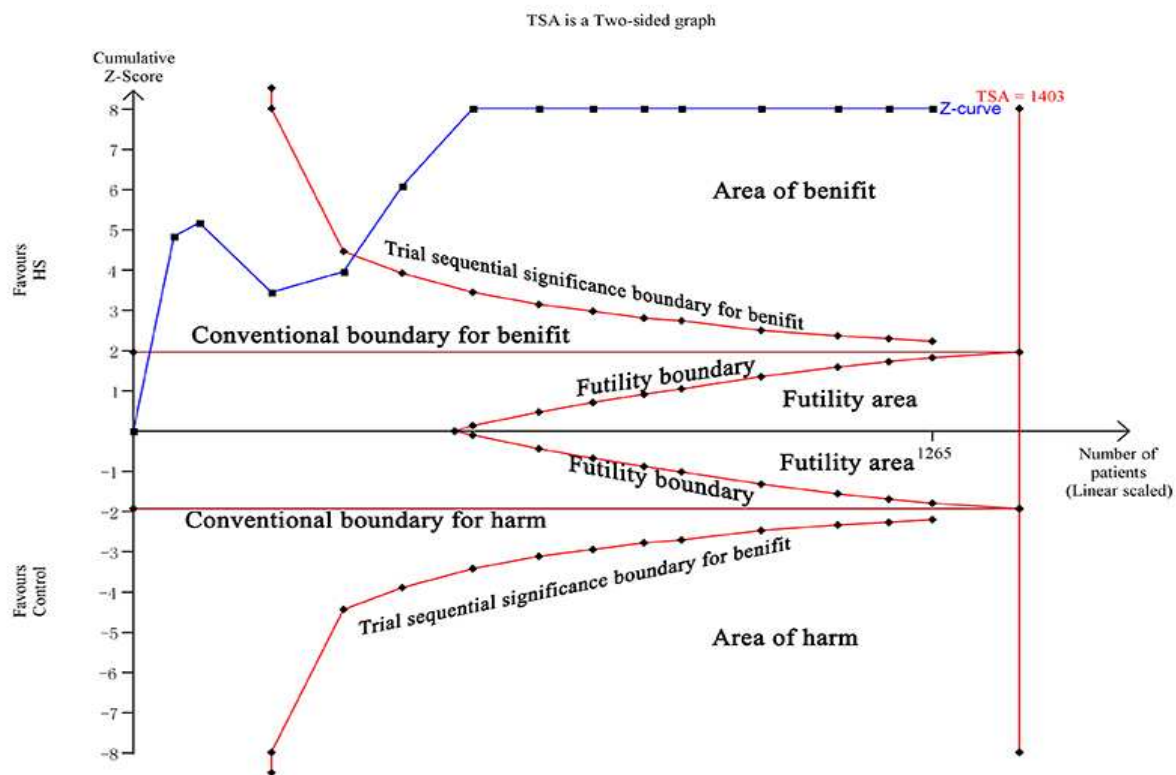 TSA is a Two-sided graph
Cumulative
Z-Score
TSA = 1403
Z-curve
8
7
6
5
4
3
2
1
-1
-2
-3
-4
-5
-6
-7
-8
Favours
HS
Favours
Control
Area of benifit
Trial sequential significance boundary for benifit
Conventional boundary for benifit
Futility boundary
Futility area
1265
Number of
patients
(Linear scaled)
Futility area
Futility boundary
Conventional boundary for harm
Trial sequential significance boundary for benifit
Area of harm